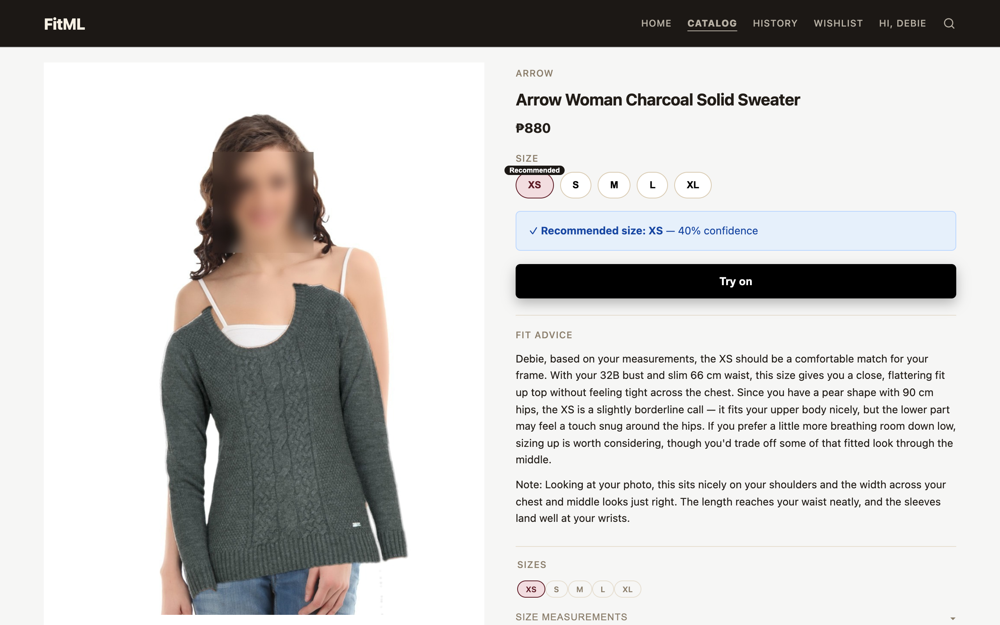 FitML
HOME
CATALOG
HISTORY
WISHLIST
HI, DEBIE
ARROW
Arrow Woman Charcoal Solid Sweater
₱880
SIZE
Recommended
XS
S
M
L
XL
✓ Recommended size: XS — 40% confidence
Try on
FIT ADVICE
Debie, based on your measurements, the XS should be a comfortable match for your
frame. With your 32B bust and slim 66 cm waist, this size gives you a close, flattering fit
up top without feeling tight across the chest. Since you have a pear shape with 90 cm
hips, the XS is a slightly borderline call — it fits your upper body nicely, but the lower part
may feel a touch snug around the hips. If you prefer a little more breathing room down low,
sizing up is worth considering, though you'd trade off some of that fitted look through the
middle.
Note: Looking at your photo, this sits nicely on your shoulders and the width across your
chest and middle looks just right. The length reaches your waist neatly, and the sleeves
land well at your wrists.
SIZES
XS
S
M
L
XL
SIZE MEASUREMENTS